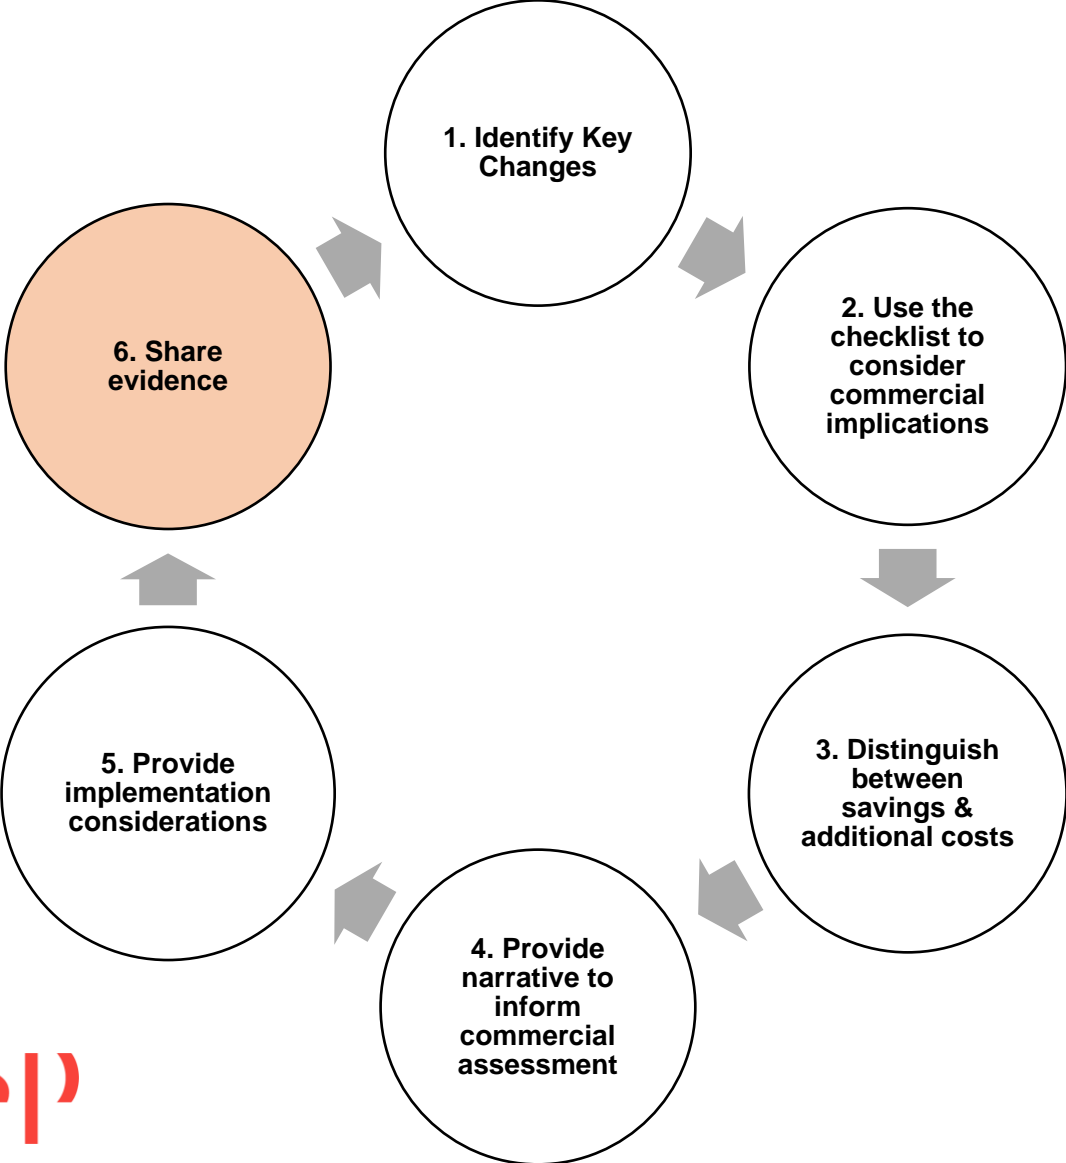 1. Identify Key
Changes
2. Use the
checklist to
consider
commercial
implications
3. Distinguish
between
savings &
additional costs
4. Provide
narrative to
inform
commercial
assessment
5. Provide
implementation
considerations
6. Share
evidence